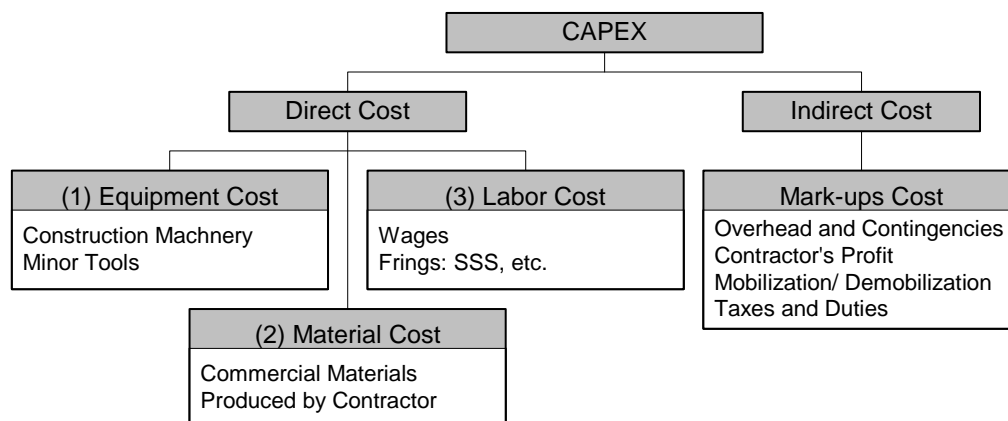 CAPEX
Direct Cost
Indirect Cost
(1) Equipment Cost
Construction Machnery
Minor Tools
(3) Labor Cost
Wages
Frings: SSS, etc.
Mark-ups Cost
Overhead and Contingencies
Contractor's Profit
Mobilization/ Demobilization
Taxes and Duties
(2) Material Cost
Commercial Materials
Produced by Contractor